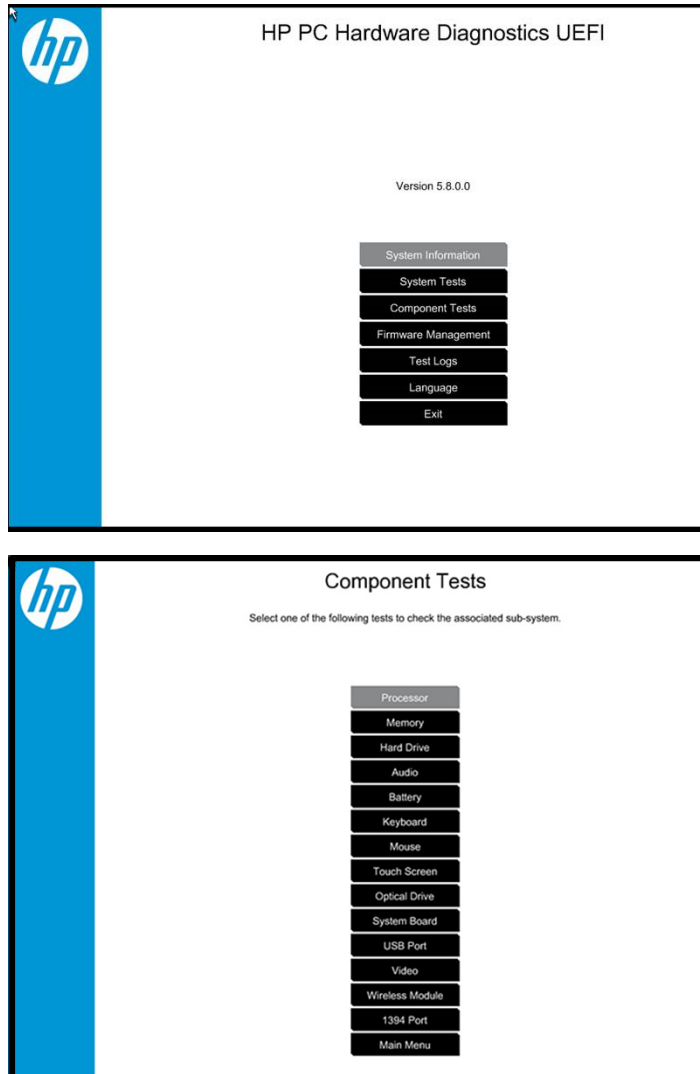 hp
HP PC Hardware Diagnostics UEFI
Version 5.8.0.0
System Information
System Tests
Component Tests
Firmware Management
Test Logs
Language
Exit
hp
Component Tests
Select one of the following tests to check the associated sub-system.
Processor
Memory
Hard Drive
Audio
Battery
Keyboard
Mouse
Touch Screen
Optical Drive
System Board
USB Port
Video
Wireless Module
1394 Port
Main Menu